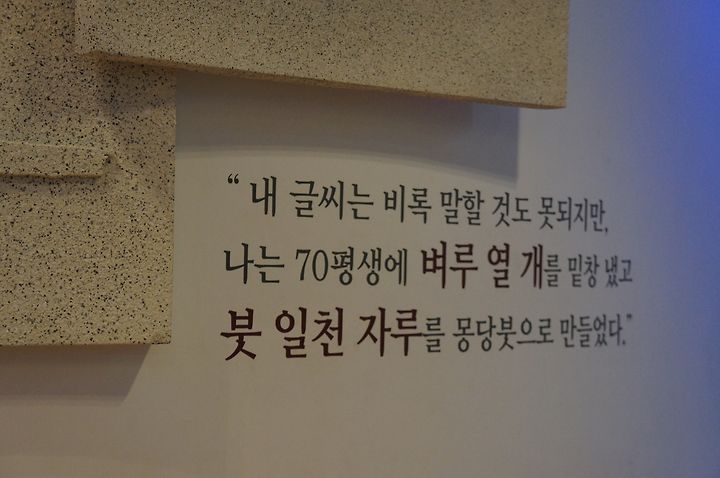 “ 내 글씨는 비록 말할 것도 못되지만,
나는 70평생에 벼루 열 개를 밑창 냈고
붓 일천 자루를 몽당붓으로 만들었다.”